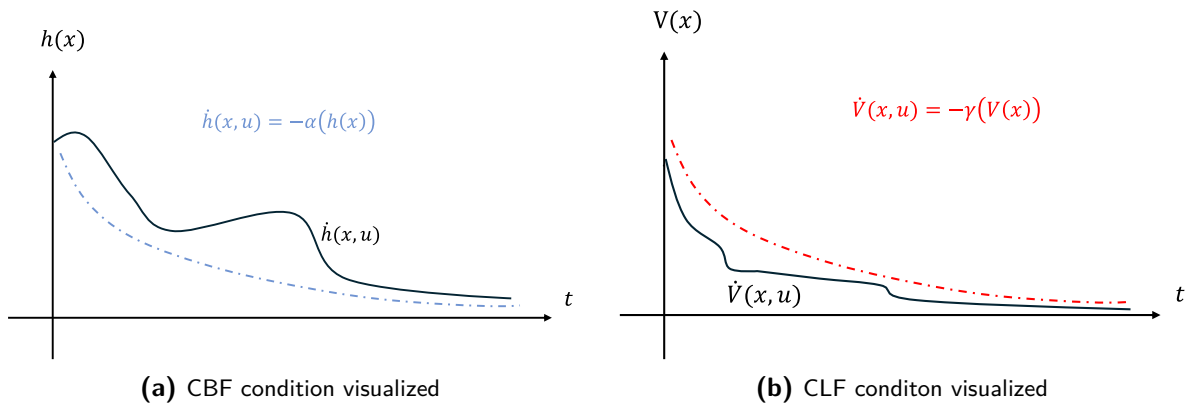 h(x)
ḣ(x, u) = −α(h(x))
ḣ(x, u)
t
(a) CBF condition visualized
V(x)
V̇(x, u) = −γ(V(x))
V̇(x, u)
t
(b) CLF conditon visualized